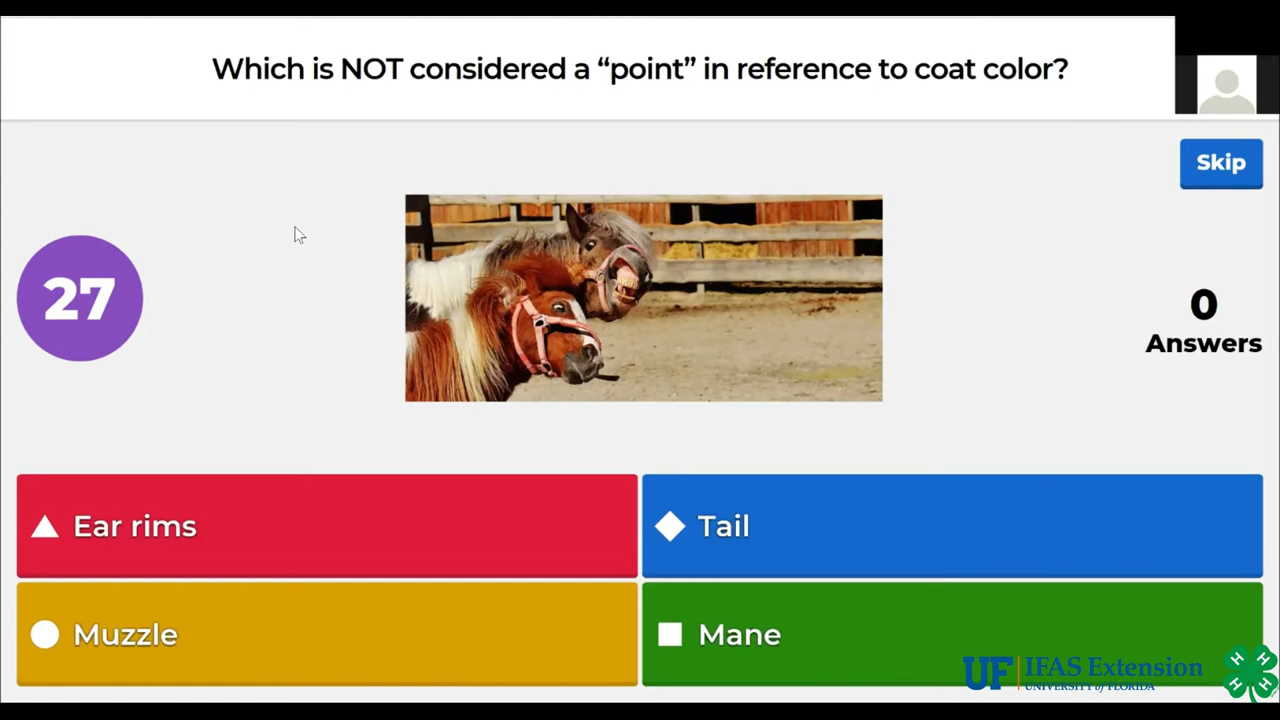 Which is NOT considered a “point” in reference to coat color?
Skip
27
0
Answers
Ear rims
Tail
Muzzle
Mane
UF IFAS Extension
UNIVERSITY of FLORIDA
H H
H H